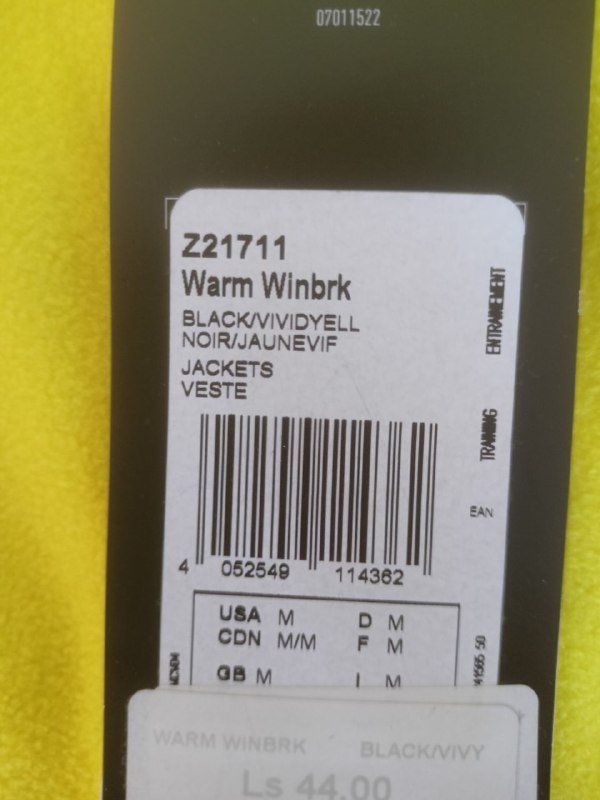 07011522
Z21711
Warm Winbrk
BLACK/VIVIDYELL
NOIR/JAUNEVIF
JACKETS
VESTE
ENTRAINEMENT
TRAINING
EAN
4 052549 114362
USA M D M
CDN M/M F M
GB M I M
WARM WINBRK BLACK/VIVY
Ls 44.00